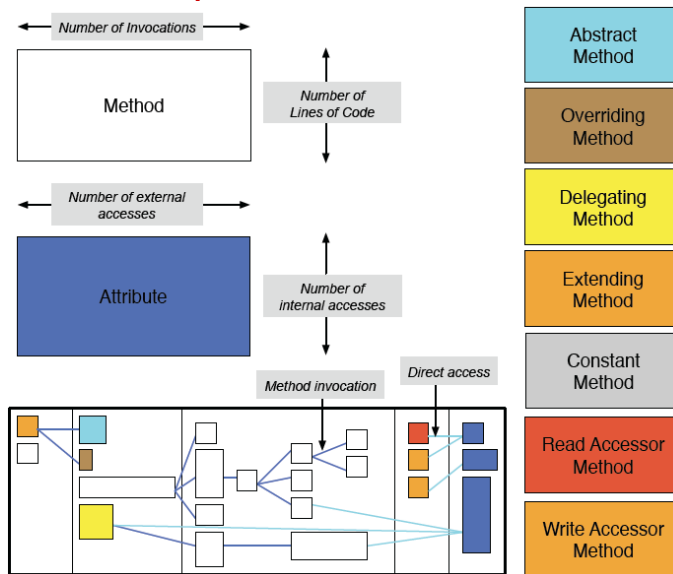 Number of Invocations
Method
Number of
Lines of Code
Number of external
accesses
Attribute
Number of
internal accesses
Method invocation
Direct access
Abstract
Method
Overriding
Method
Delegating
Method
Extending
Method
Constant
Method
Read Accessor
Method
Write Accessor
Method